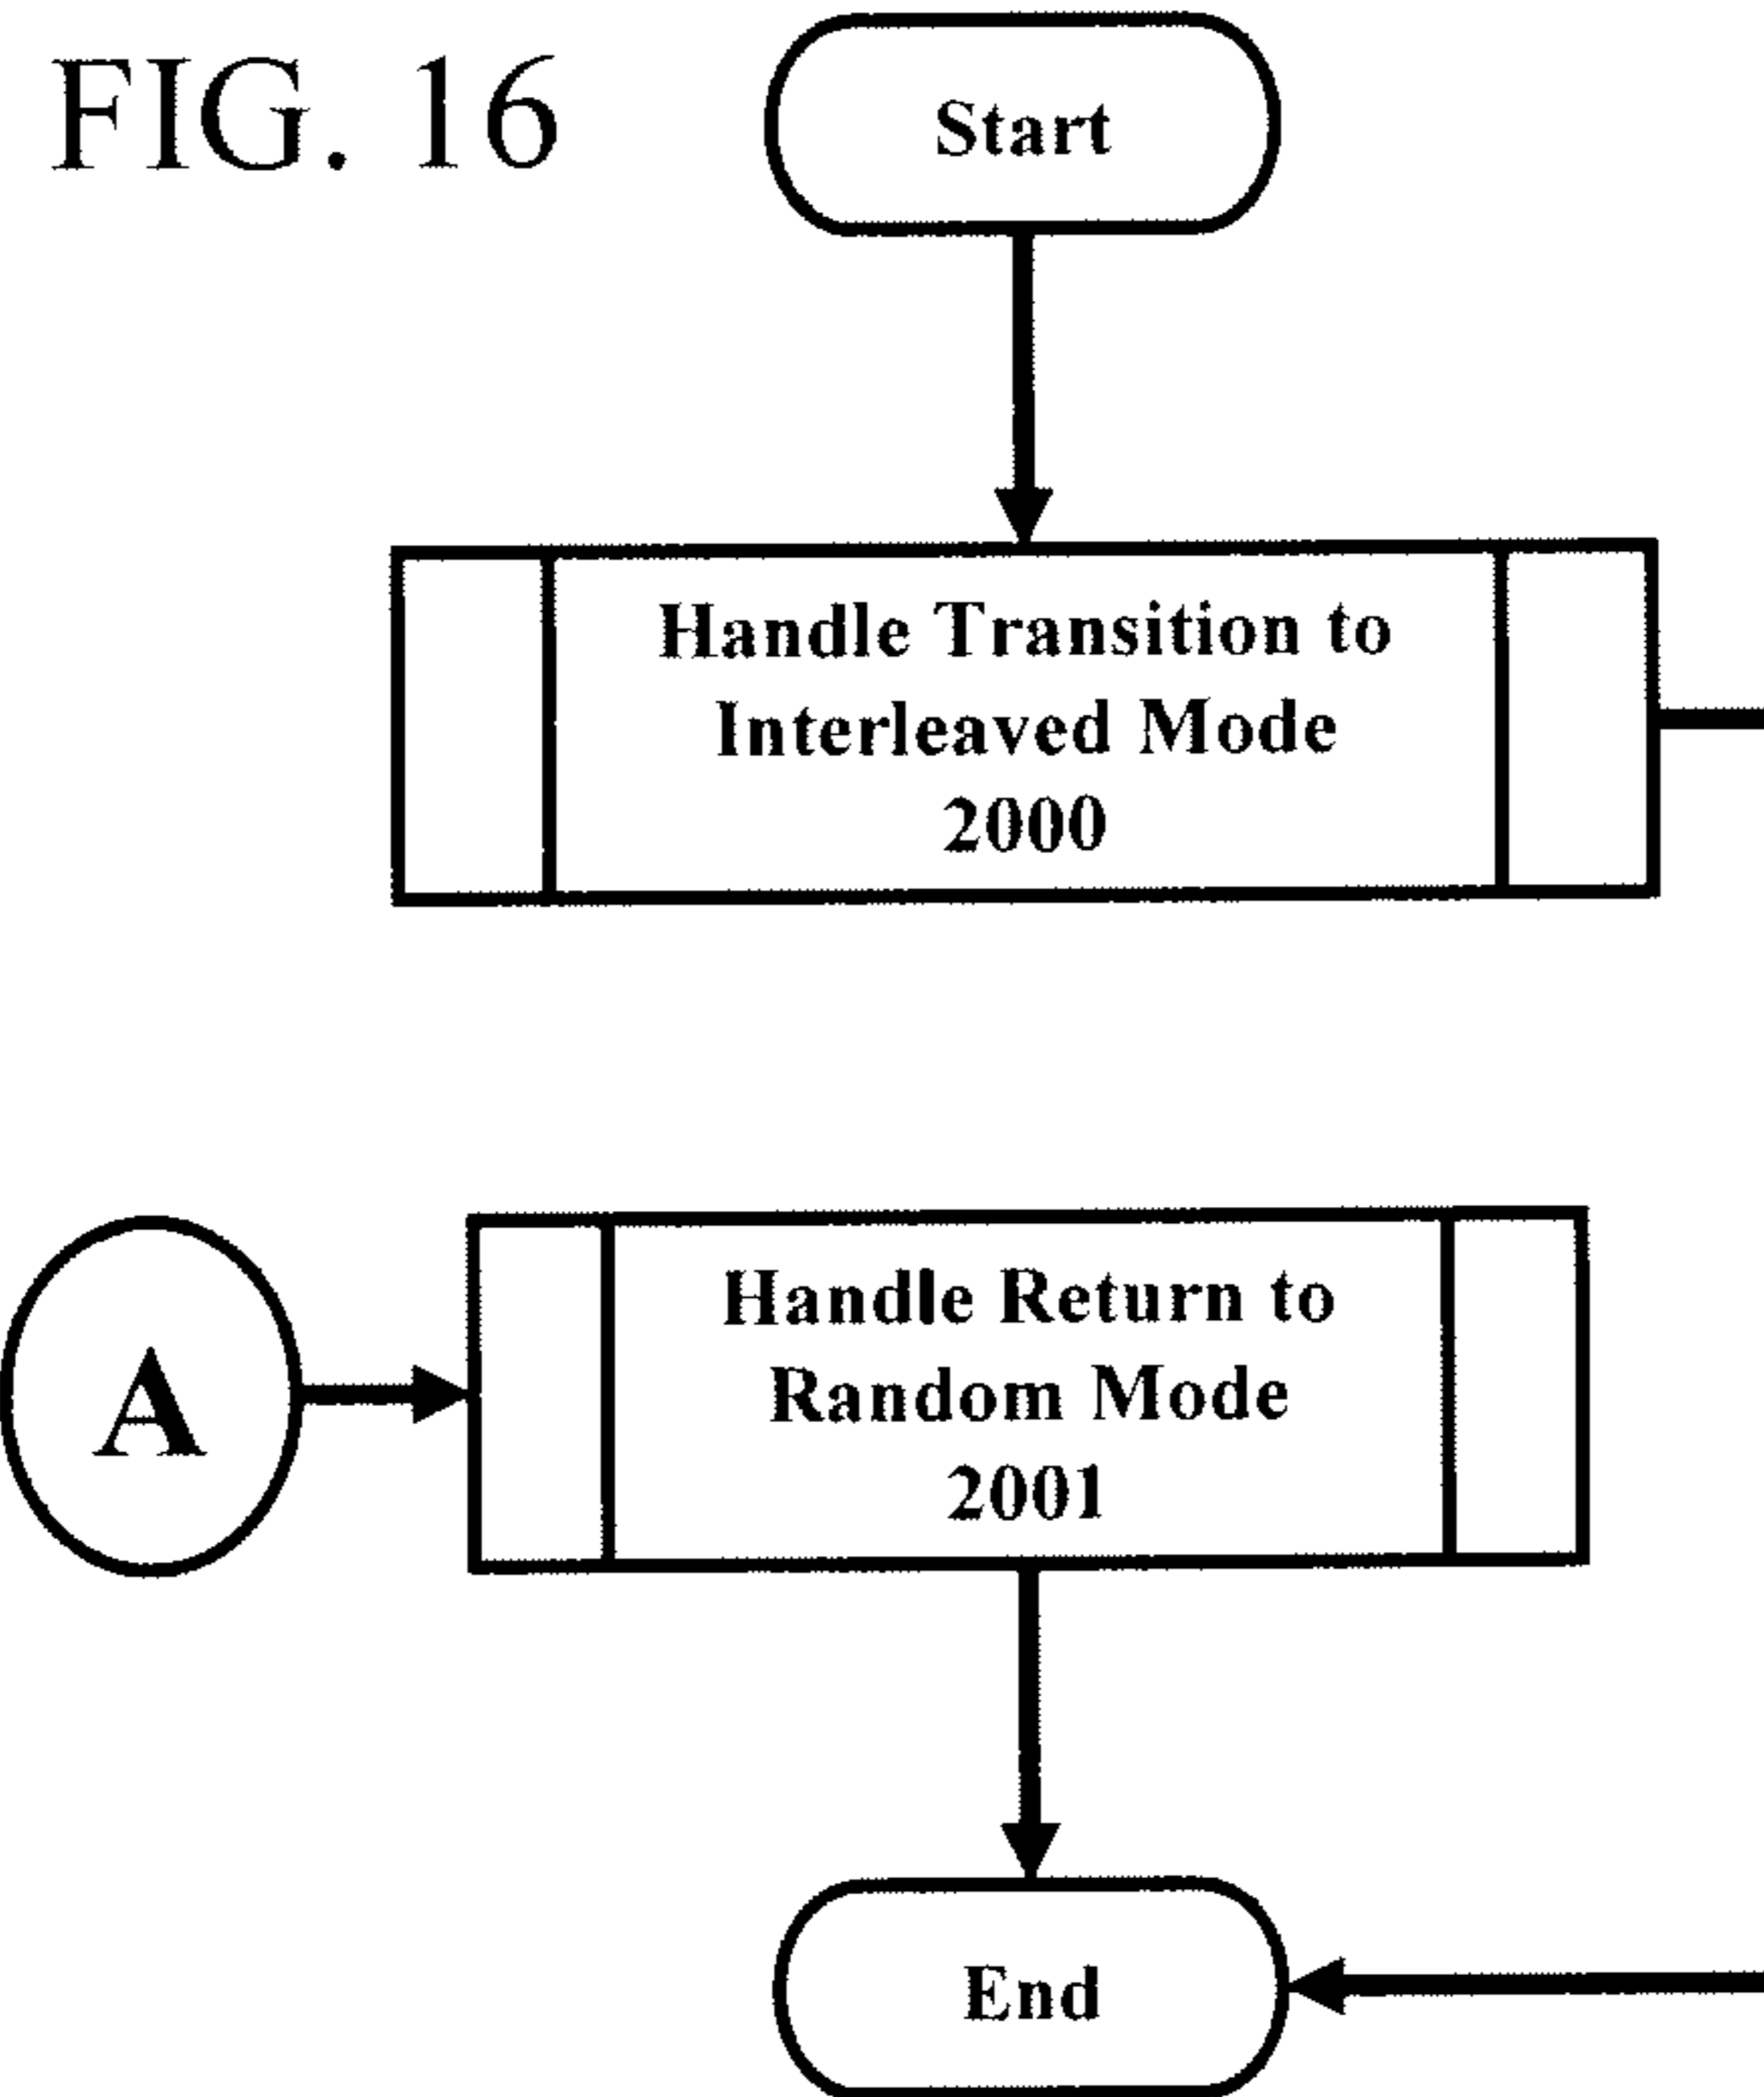 FIG. 16
Start
Handle Transition to
Interleaved Mode
2000
A
Handle Return to
Random Mode
2001
End